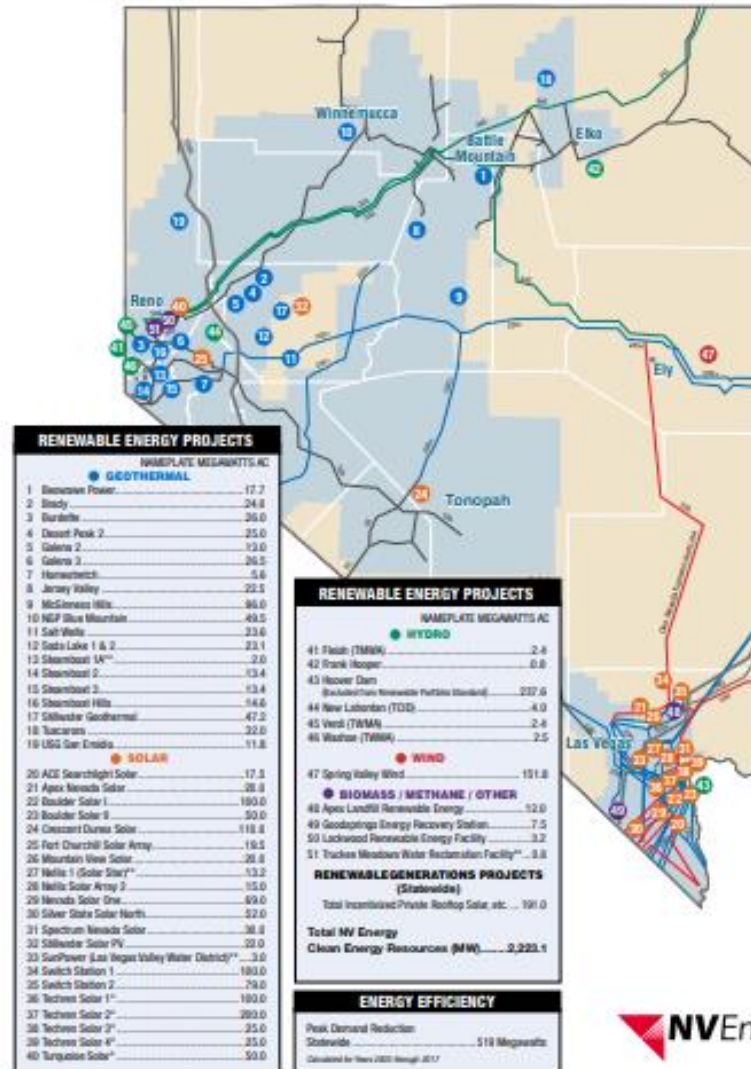 Winnemucca
Battle
Mountain
Elko
Reno
Ely
Tonopah
Las Vegas
RENEWABLE ENERGY PROJECTS
NAMEPLATE MEGAWATTS AC
GEOTHERMAL
1 Beowawe Power 17.7
2 Brady 24.0
3 Burdette 26.0
4 Desert Peak 2 25.0
5 Galena 2 13.0
6 Galena 3 26.5
7 Homestretch 5.6
8 Jersey Valley 22.5
9 McGinness Hills 96.0
10 NGP Blue Mountain 49.5
11 Salt Wells 23.6
12 Soda Lake 1 & 2 23.1
13 Steamboat 1A** 2.0
14 Steamboat 2 13.4
15 Steamboat 3 13.4
16 Steamboat Hills 14.6
17 Stillwater Geothermal 47.2
18 Tuscarora 32.0
19 USG San Emidio 11.8
SOLAR
20 ACE Searchlight Solar 17.5
21 Apex Nevada Solar 20.0
22 Boulder Solar I 100.0
23 Boulder Solar II 50.0
24 Crescent Dunes Solar 110.0
25 Fort Churchill Solar Array 19.5
26 Mountain View Solar 20.0
27 Nellis 1 (Solar Star)** 13.2
28 Nellis Solar Array 2 15.0
29 Nevada Solar One 69.0
30 Silver State Solar North 52.0
31 Spectrum Nevada Solar 30.0
32 Stillwater Solar PV 22.0
33 SunPower (Las Vegas Valley Water District)** 3.0
34 Switch Station 1 100.0
35 Switch Station 2 79.0
36 Techren Solar 1* 100.0
37 Techren Solar 2* 200.0
38 Techren Solar 3* 25.0
39 Techren Solar 4* 25.0
40 Turquoise Solar* 50.0
RENEWABLE ENERGY PROJECTS
NAMEPLATE MEGAWATTS AC
HYDRO
41 Fleish (TMWA) 2.4
42 Frank Hooper 0.8
43 Hoover Dam
(Excluded from Renewable Portfolio Standard) 237.6
44 New Lahontan (TCID) 4.0
45 Verdi (TWMA) 2.4
46 Washoe (TMWA) 2.5
WIND
47 Spring Valley Wind 151.8
BIOMASS / METHANE / OTHER
48 Apex Landfill Renewable Energy 12.0
49 Goodsprings Energy Recovery Station 7.5
50 Lockwood Renewable Energy Facility 3.2
51 Truckee Meadows Water Reclamation Facility** 0.8
RENEWABLEGENERATIONS PROJECTS
(Statewide)
Total Incentivized Private Rooftop Solar, etc. 191.0
Total NV Energy
Clean Energy Resources (MW) 2,223.1
ENERGY EFFICIENCY
Peak Demand Reduction
Statewide 519 Megawatts
Calculated for Years 2003 through 2017
NVEn